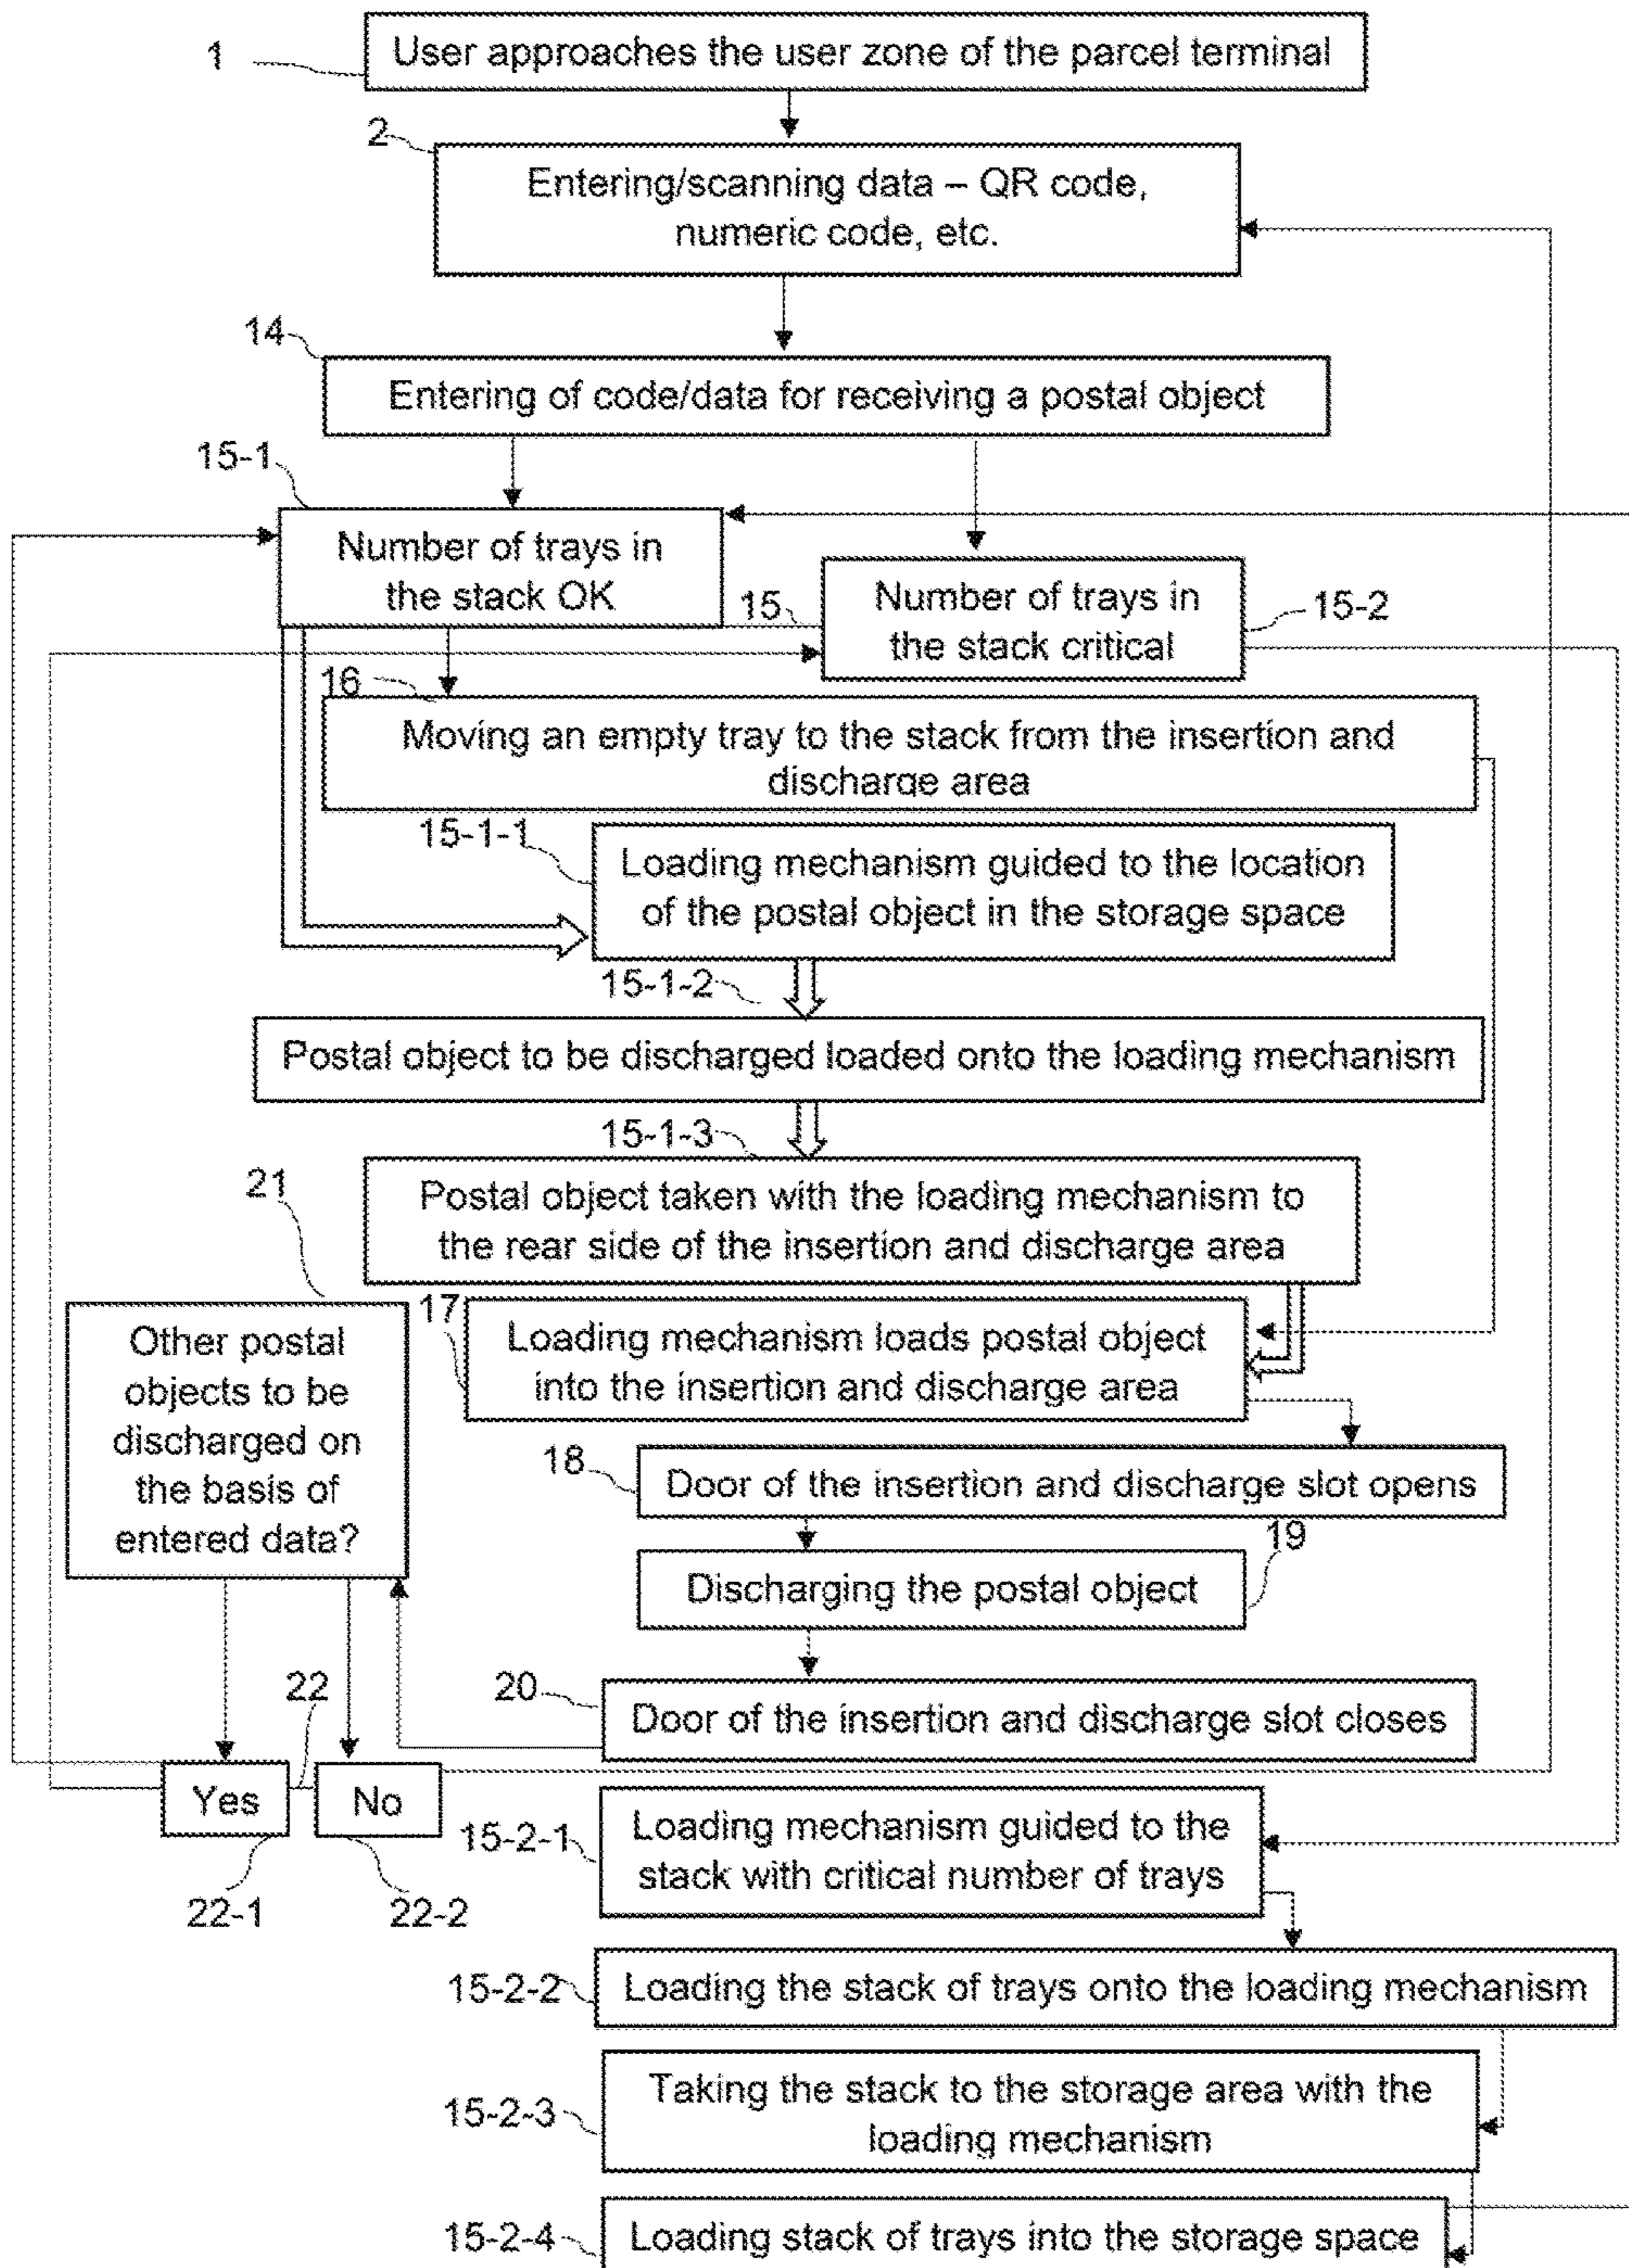 1
User approaches the user zone of the parcel terminal
2
Entering/scanning data – QR code,
numeric code, etc.
14
Entering of code/data for receiving a postal object
15-1
Number of trays in
the stack OK
15
Number of trays in
the stack critical
15-2
16
Moving an empty tray to the stack from the insertion and
discharge area
15-1-1
Loading mechanism guided to the location
of the postal object in the storage space
15-1-2
Postal object to be discharged loaded onto the loading mechanism
15-1-3
Postal object taken with the loading mechanism to
the rear side of the insertion and discharge area
21
Other postal
objects to be
discharged on
the basis of
entered data?
17
Loading mechanism loads postal object
into the insertion and discharge area
18
Door of the insertion and discharge slot opens
19
Discharging the postal object
20
Door of the insertion and discharge slot closes
22
Yes
No
22-1
22-2
15-2-1
Loading mechanism guided to the
stack with critical number of trays
15-2-2
Loading the stack of trays onto the loading mechanism
15-2-3
Taking the stack to the storage area with the
loading mechanism
15-2-4
Loading stack of trays into the storage space